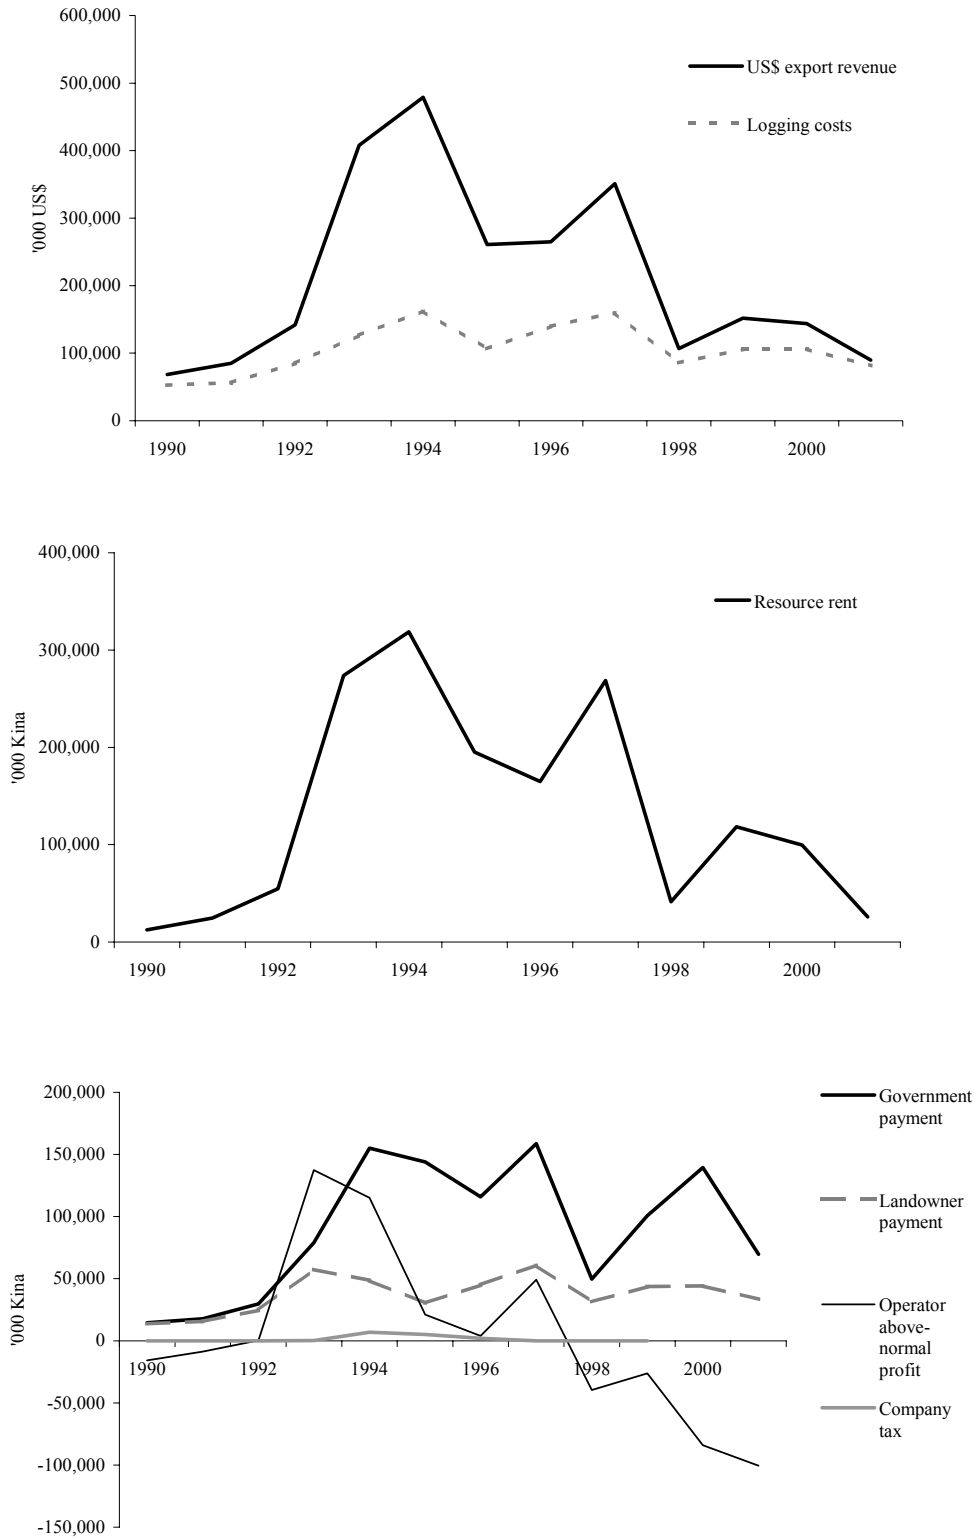 600,000
500,000
400,000
300,000
200,000
100,000
0
'000 US$
US$ export revenue
Logging costs
1990 1992 1994 1996 1998 2000
400,000
300,000
200,000
100,000
0
'000 Kina
Resource rent
1990 1992 1994 1996 1998 2000
200,000
150,000
100,000
50,000
0
-50,000
-100,000
-150,000
'000 Kina
1990 1992 1994 1996 1998 2000
Government
payment
Landowner
payment
Operator
above-
normal
profit
Company
tax